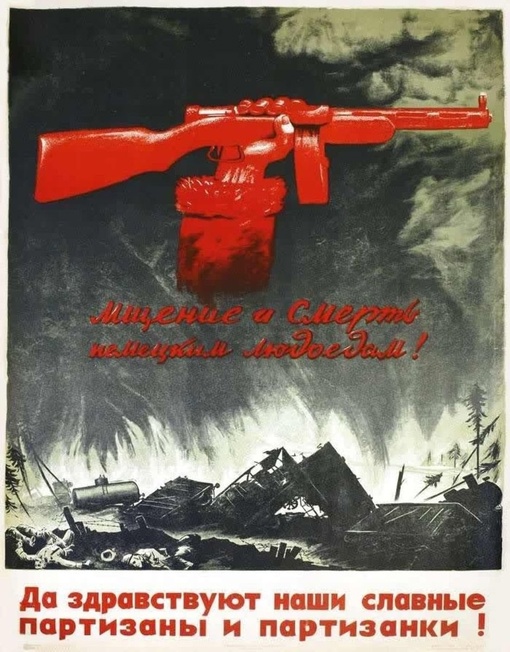 Мщение и Смерть
немецким людоедам!
Да здравствуют наши славные
партизаны и партизанки !